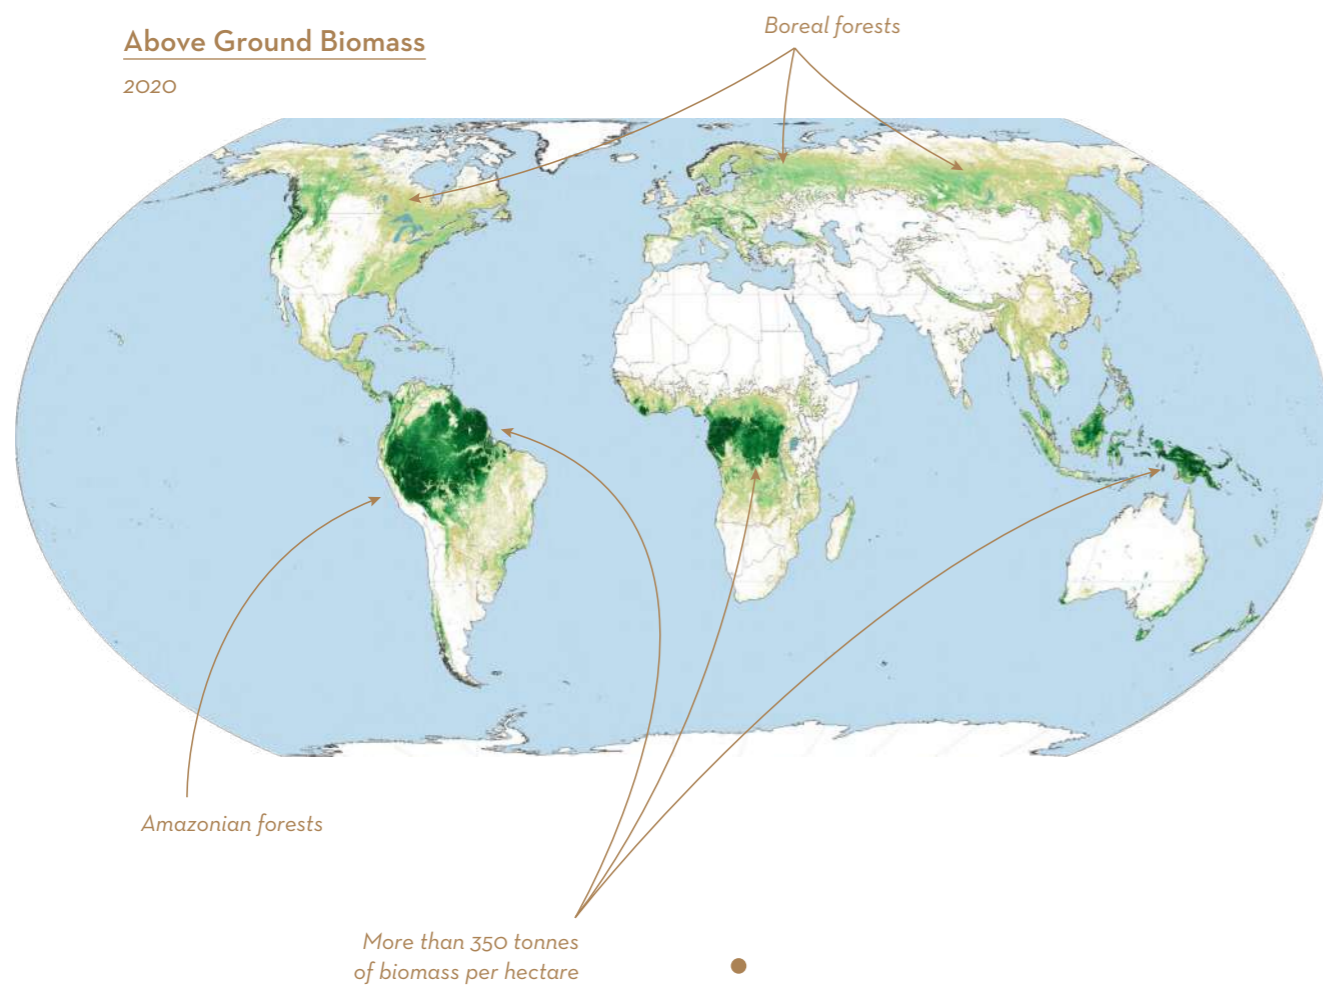 Above Ground Biomass
2020
Boreal forests
Amazonian forests
More than 350 tonnes
of biomass per hectare